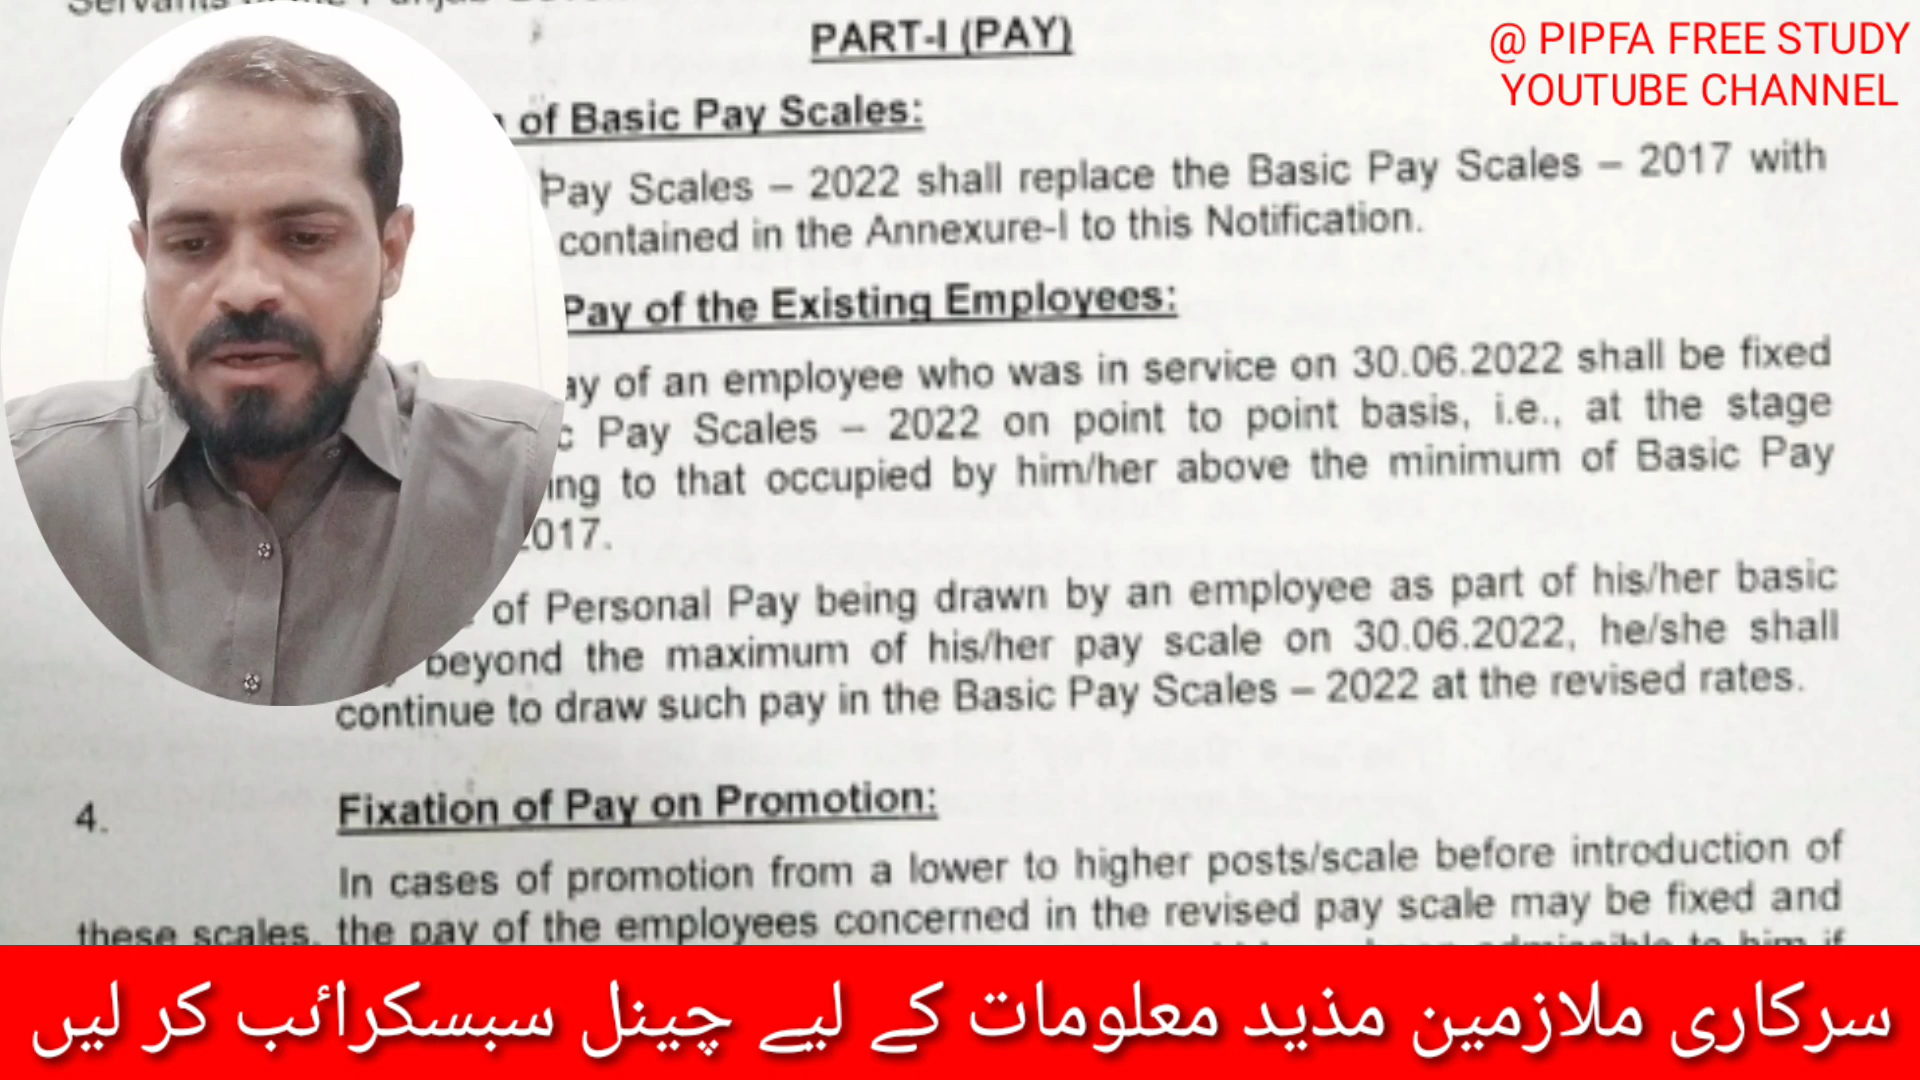 PART-I (PAY)
@ PIPFA FREE STUDY
YOUTUBE CHANNEL
of Basic Pay Scales:
Pay Scales – 2022 shall replace the Basic Pay Scales – 2017 with
contained in the Annexure-I to this Notification.
Pay of the Existing Employees:
of an employee who was in service on 30.06.2022 shall be fixed
Pay Scales – 2022 on point to point basis, i.e., at the stage
to that occupied by him/her above the minimum of Basic Pay
2017.
of Personal Pay being drawn by an employee as part of his/her basic
beyond the maximum of his/her pay scale on 30.06.2022, he/she shall
continue to draw such pay in the Basic Pay Scales – 2022 at the revised rates.
4. Fixation of Pay on Promotion:
In cases of promotion from a lower to higher posts/scale before introduction of
these scales, the pay of the employees concerned in the revised pay scale may be fixed and
سرکاری ملازمین مذید معلومات کے لیے چینل سبسکرائب کر لیں